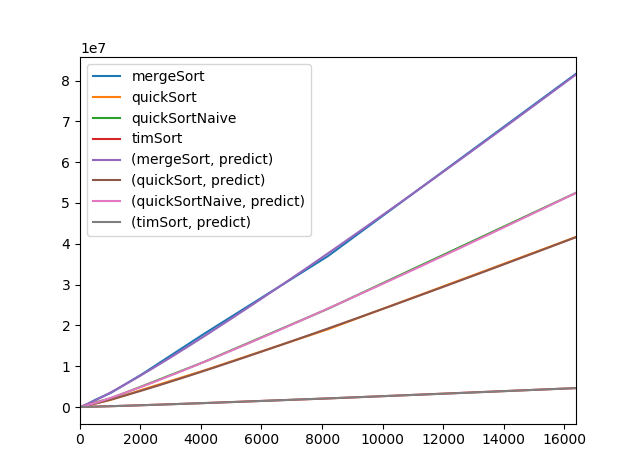 1e7
mergeSort
quickSort
quickSortNaive
timSort
(mergeSort, predict)
(quickSort, predict)
(quickSortNaive, predict)
(timSort, predict)
8
7
6
5
4
3
2
1
0
0 2000 4000 6000 8000 10000 12000 14000 16000